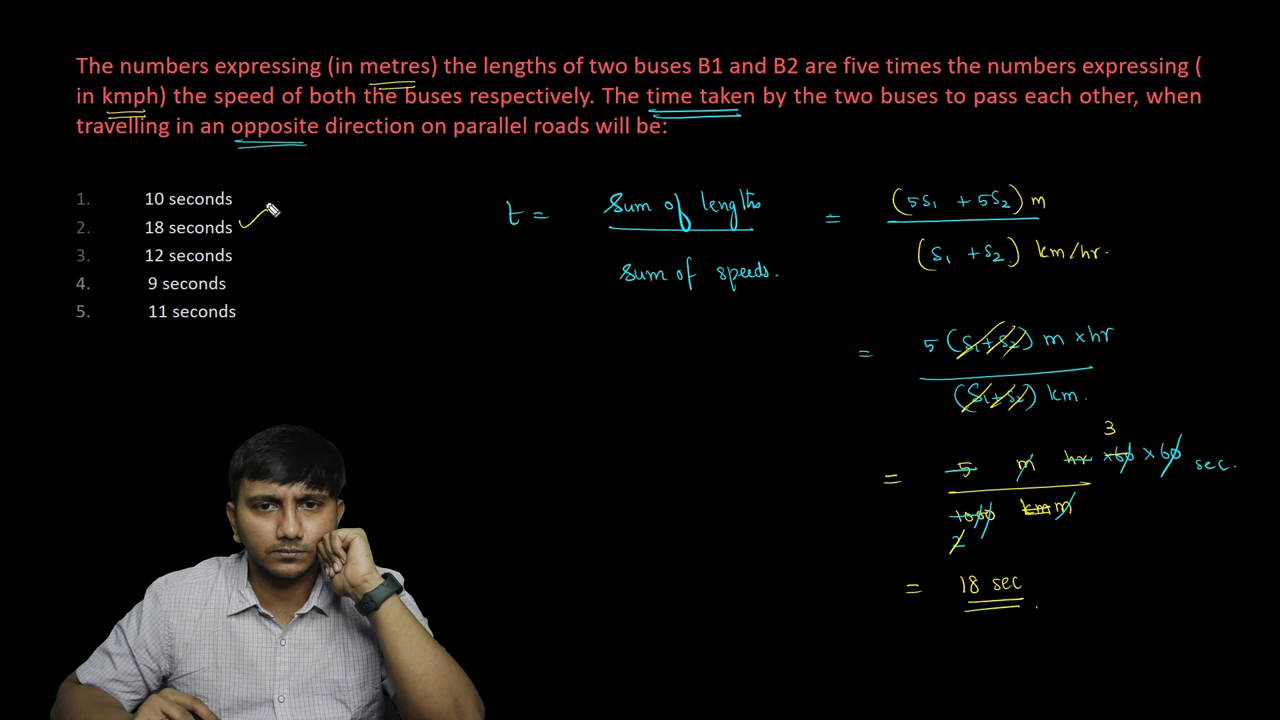 The numbers expressing (in metres) the lengths of two buses B1 and B2 are five times the numbers expressing (
in kmph) the speed of both the buses respectively. The time taken by the two buses to pass each other, when
travelling in an opposite direction on parallel roads will be:
1. 10 seconds
2. 18 seconds
3. 12 seconds
4. 9 seconds
5. 11 seconds
t = Sum of lengths / Sum of speeds. = (5S₁ + 5S₂) m / (S₁ + S₂) km/hr.
= 5 (S₁+S₂) m × hr / (S₁+S₂) km.
3
= 5 m hr ×60 ×60 sec. / 1000 km m
2
= 18 sec.